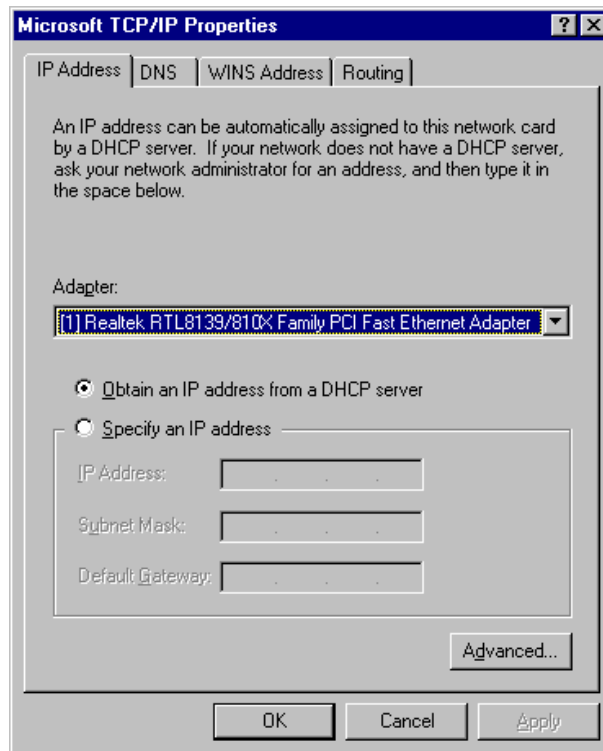 Microsoft TCP/IP Properties
IP Address DNS WINS Address Routing
An IP address can be automatically assigned to this network card
by a DHCP server. If your network does not have a DHCP server,
ask your network administrator for an address, and then type it in
the space below.
Adapter:
[1] Realtek RTL8139/810X Family PCI Fast Ethernet Adapter
Obtain an IP address from a DHCP server
Specify an IP address
IP Address:
Subnet Mask:
Default Gateway:
Advanced...
OK Cancel Apply